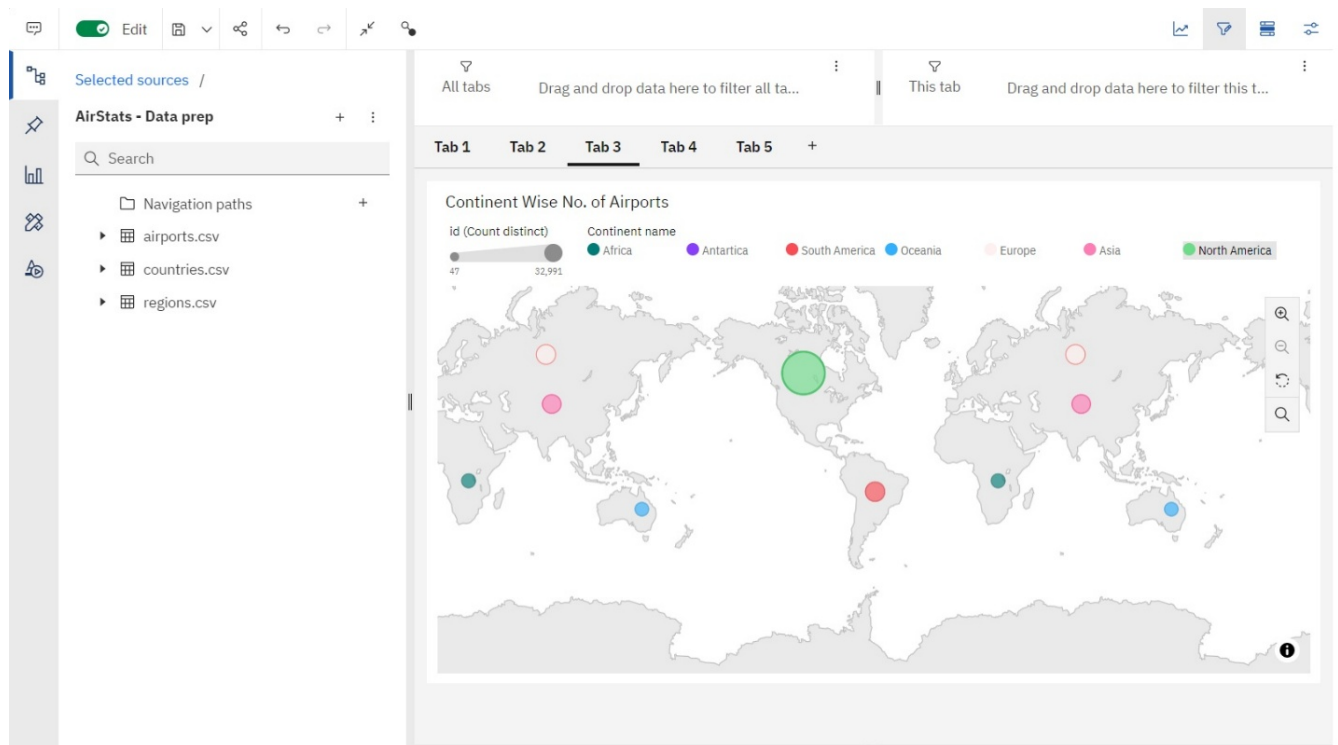 Edit
Selected sources /
AirStats - Data prep
Search
Navigation paths
airports.csv
countries.csv
regions.csv
All tabs
Drag and drop data here to filter all ta...
This tab
Drag and drop data here to filter this t...
Tab 1 Tab 2 Tab 3 Tab 4 Tab 5 +
Continent Wise No. of Airports
id (Count distinct)
47 32,991
Continent name
Africa Antartica South America Oceania Europe Asia North America